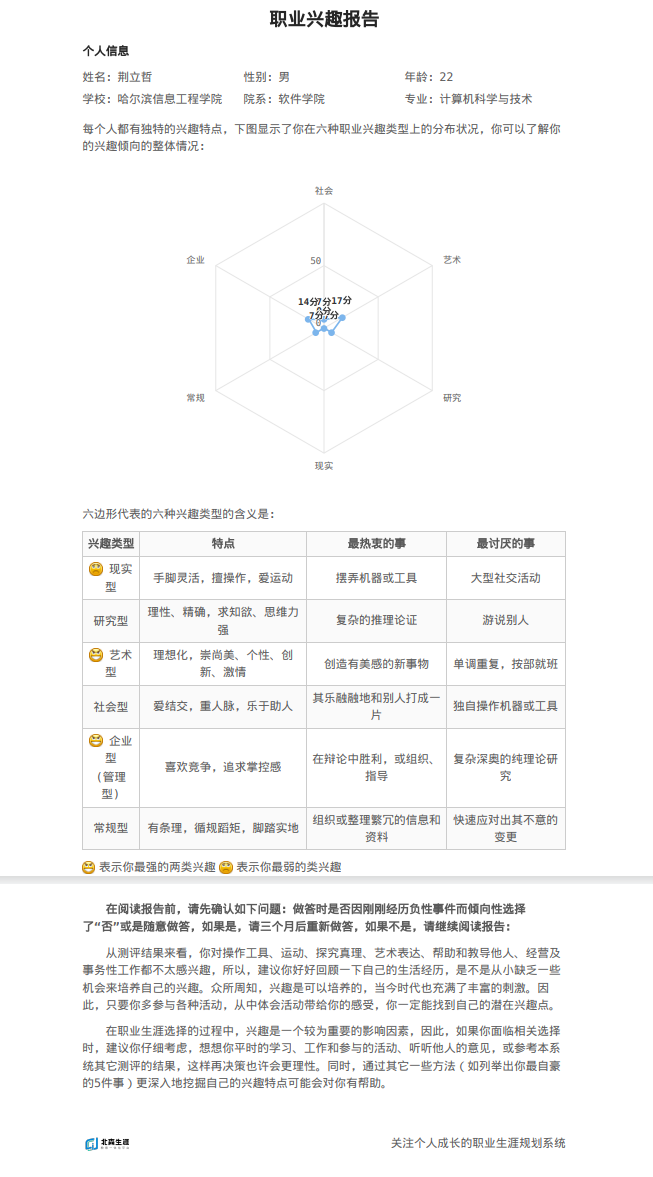 职业兴趣报告
个人信息
姓名：荆立哲 性别：男 年龄：22
学校：哈尔滨信息工程学院 院系：软件学院 专业：计算机科学与技术
每个人都有独特的兴趣特点，下图显示了你在六种职业兴趣类型上的分布状况，你可以了解你
的兴趣倾向的整体情况：
社会
企业 50 艺术
14分 7分 17分
0分
7分 7分
0
常规 研究
现实
六边形代表的六种兴趣类型的含义是：
兴趣类型 特点 最热衷的事 最讨厌的事
现实
型
手脚灵活，擅操作，爱运动 摆弄机器或工具 大型社交活动
研究型
理性、精确，求知欲、思维力
强
复杂的推理论证 游说别人
艺术
型
理想化，崇尚美、个性、创
新、激情
创造有美感的新事物 单调重复，按部就班
社会型 爱结交，重人脉，乐于助人
其乐融融地和别人打成一
片
独自操作机器或工具
企业
型
（管理
型）
喜欢竞争，追求掌控感
在辩论中胜利，或组织、
指导
复杂深奥的纯理论研
究
常规型 有条理，循规蹈矩，脚踏实地
组织或整理繁冗的信息和
资料
快速应对出其不意的
变更
表示你最强的两类兴趣 表示你最弱的类兴趣
在阅读报告前，请先确认如下问题：做答时是否因刚刚经历负性事件而倾向性选择
了“否”或是随意做答，如果是，请三个月后重新做答，如果不是，请继续阅读报告：
从测评结果来看，你对操作工具、运动、探究真理、艺术表达、帮助和教导他人、经营及
事务性工作都不太感兴趣，所以，建议你好好回顾一下自己的生活经历，是不是从小缺乏一些
机会来培养自己的兴趣。众所周知，兴趣是可以培养的，当今时代也充满了丰富的刺激。因
此，只要你多参与各种活动，从中体会活动带给你的感受，你一定能找到自己的潜在兴趣点。
在职业生涯选择的过程中，兴趣是一个较为重要的影响因素，因此，如果你面临相关选择
时，建议你仔细考虑，想想你平时的学习、工作和参与的活动、听听他人的意见，或参考本系
统其它测评的结果，这样再决策也许会更理性。同时，通过其它一些方法（如列举出你最自豪
的5件事）更深入地挖掘自己的兴趣特点可能会对你有帮助。
北森生涯
关注个人成长的职业生涯规划系统